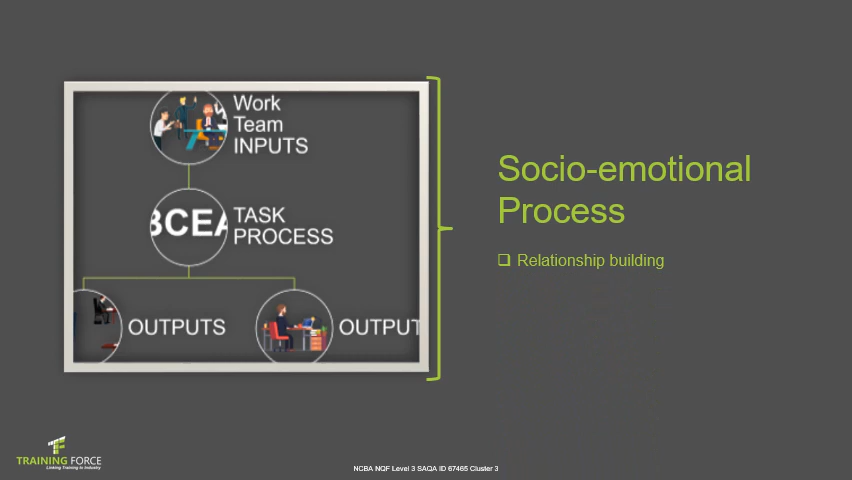 Work
Team
INPUTS
BCEA
TASK
PROCESS
OUTPUTS
OUTPUT
Socio-emotional
Process
Relationship building
TRAINING FORCE
Linking Training to Industry
NCBA NQF Level 3 SAQA ID 67465 Cluster 3